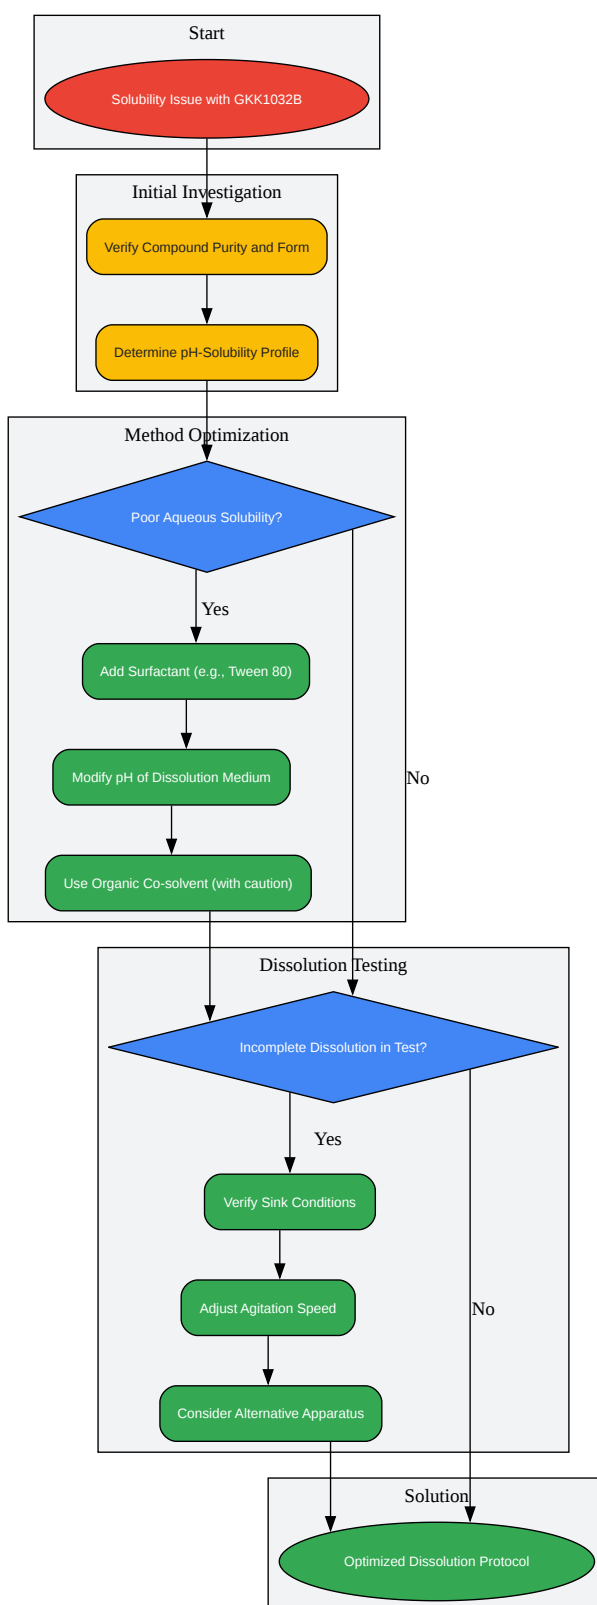 Start
Solubility Issue with GKK1032B
Initial Investigation
Verify Compound Purity and Form
Determine pH-Solubility Profile
Method Optimization
Poor Aqueous Solubility?
Yes
Add Surfactant (e.g., Tween 80)
Modify pH of Dissolution Medium
No
Use Organic Co-solvent (with caution)
Dissolution Testing
Incomplete Dissolution in Test?
Yes
Verify Sink Conditions
Adjust Agitation Speed
No
Consider Alternative Apparatus
Solution
Optimized Dissolution Protocol